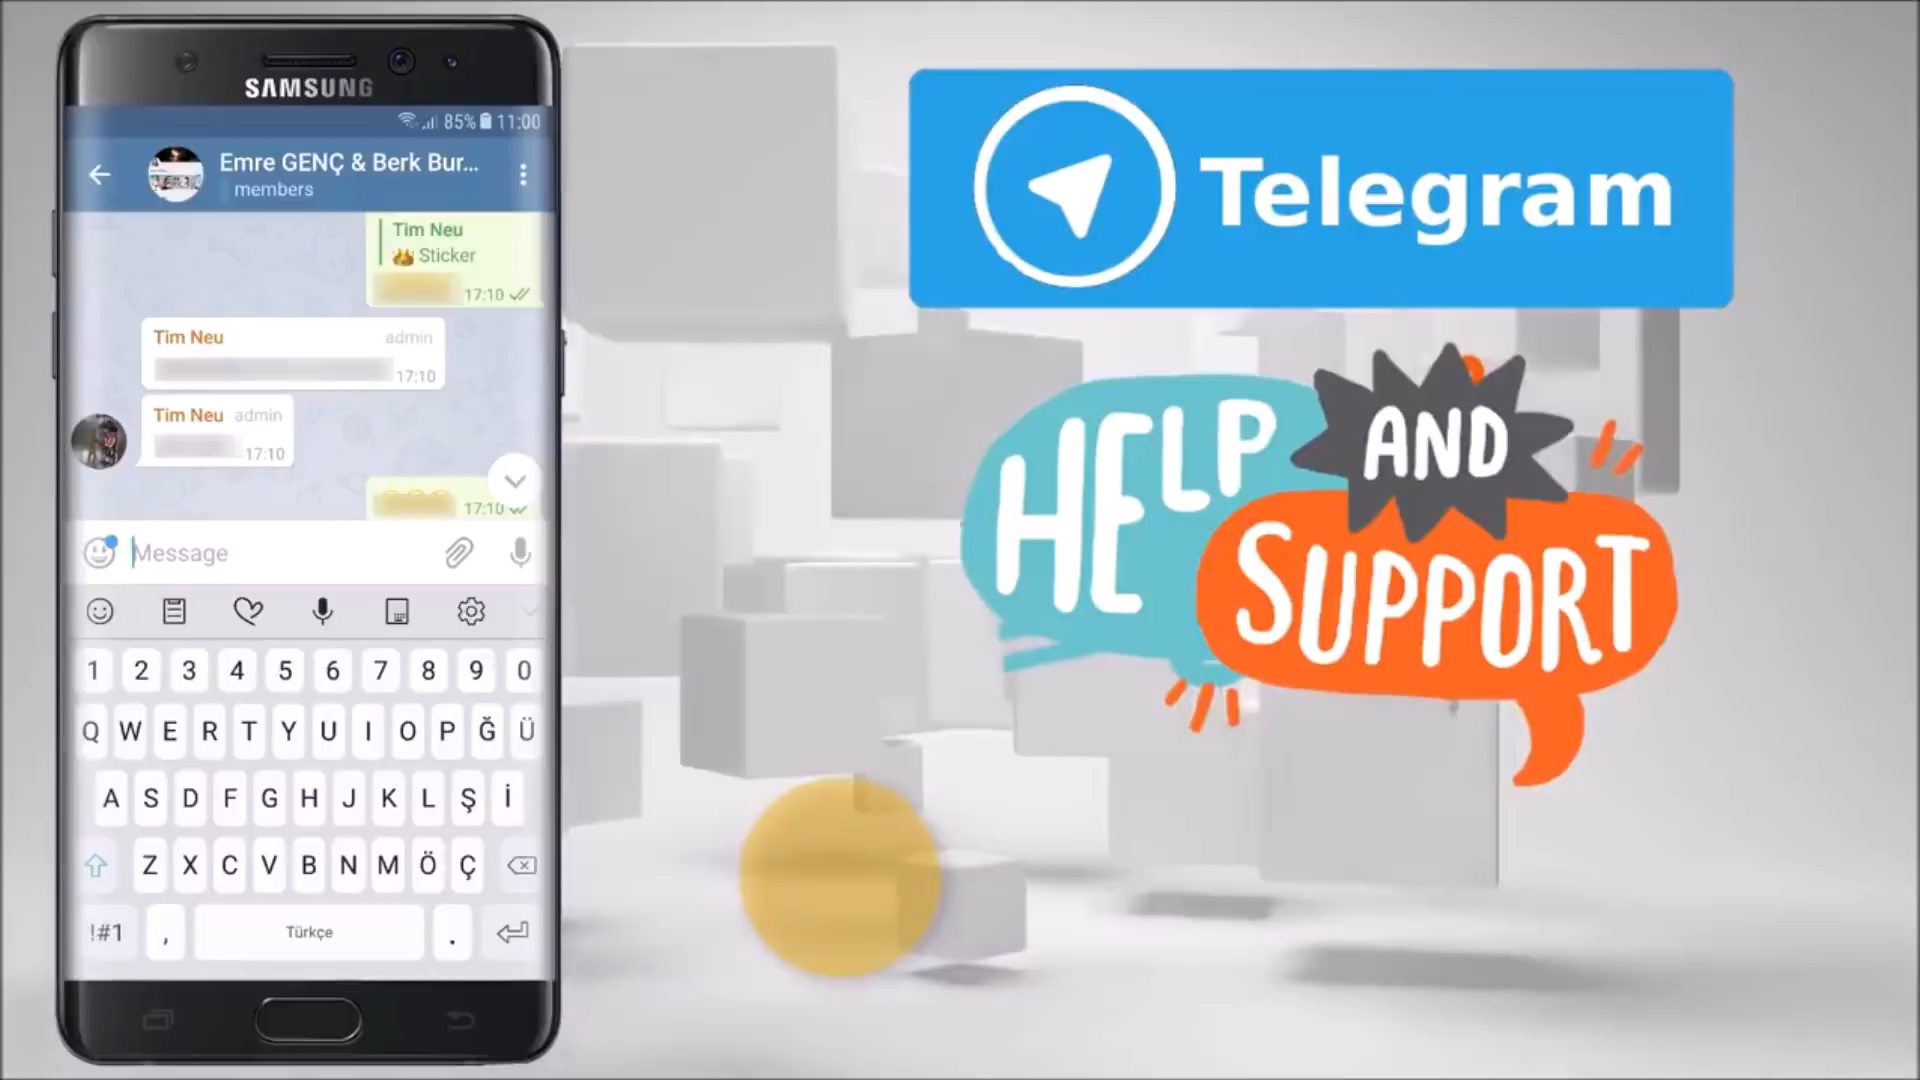 SAMSUNG
85% 11:00
Emre GENÇ & Berk Bur...
members
Tim Neu
Sticker
17:10
Tim Neu admin
17:10
Tim Neu admin
17:10
17:10
Message
1 2 3 4 5 6 7 8 9 0
Q W E R T Y U I O P Ğ Ü
A S D F G H J K L Ş İ
Z X C V B N M Ö Ç
!#1 , Türkçe .
Telegram
HELP
AND
SUPPORT